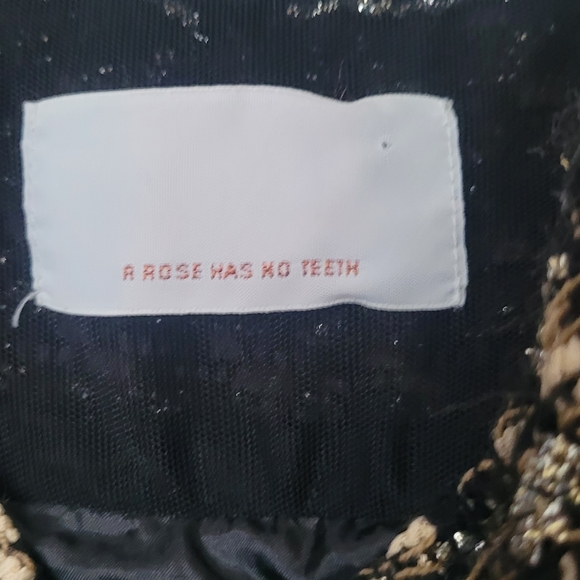 A ROSE HAS NO TEETH